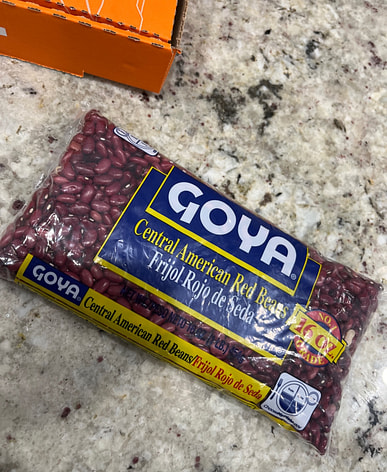 GOYA®
Central American Red Beans
Frijol Rojo de Seda
16 OZ.
GOYA®
Central American Red Beans/Frijol Rojo de Seda